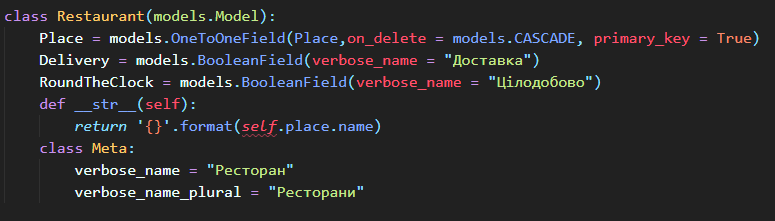 class Restaurant(models.Model):
    Place = models.OneToOneField(Place,on_delete = models.CASCADE, primary_key = True)
    Delivery = models.BooleanField(verbose_name = "Доставка")
    RoundTheClock = models.BooleanField(verbose_name = "Цілодобово")
    def __str__(self):
        return '{}'.format(self.place.name)
    class Meta:
        verbose_name = "Ресторан"
        verbose_name_plural = "Ресторани"